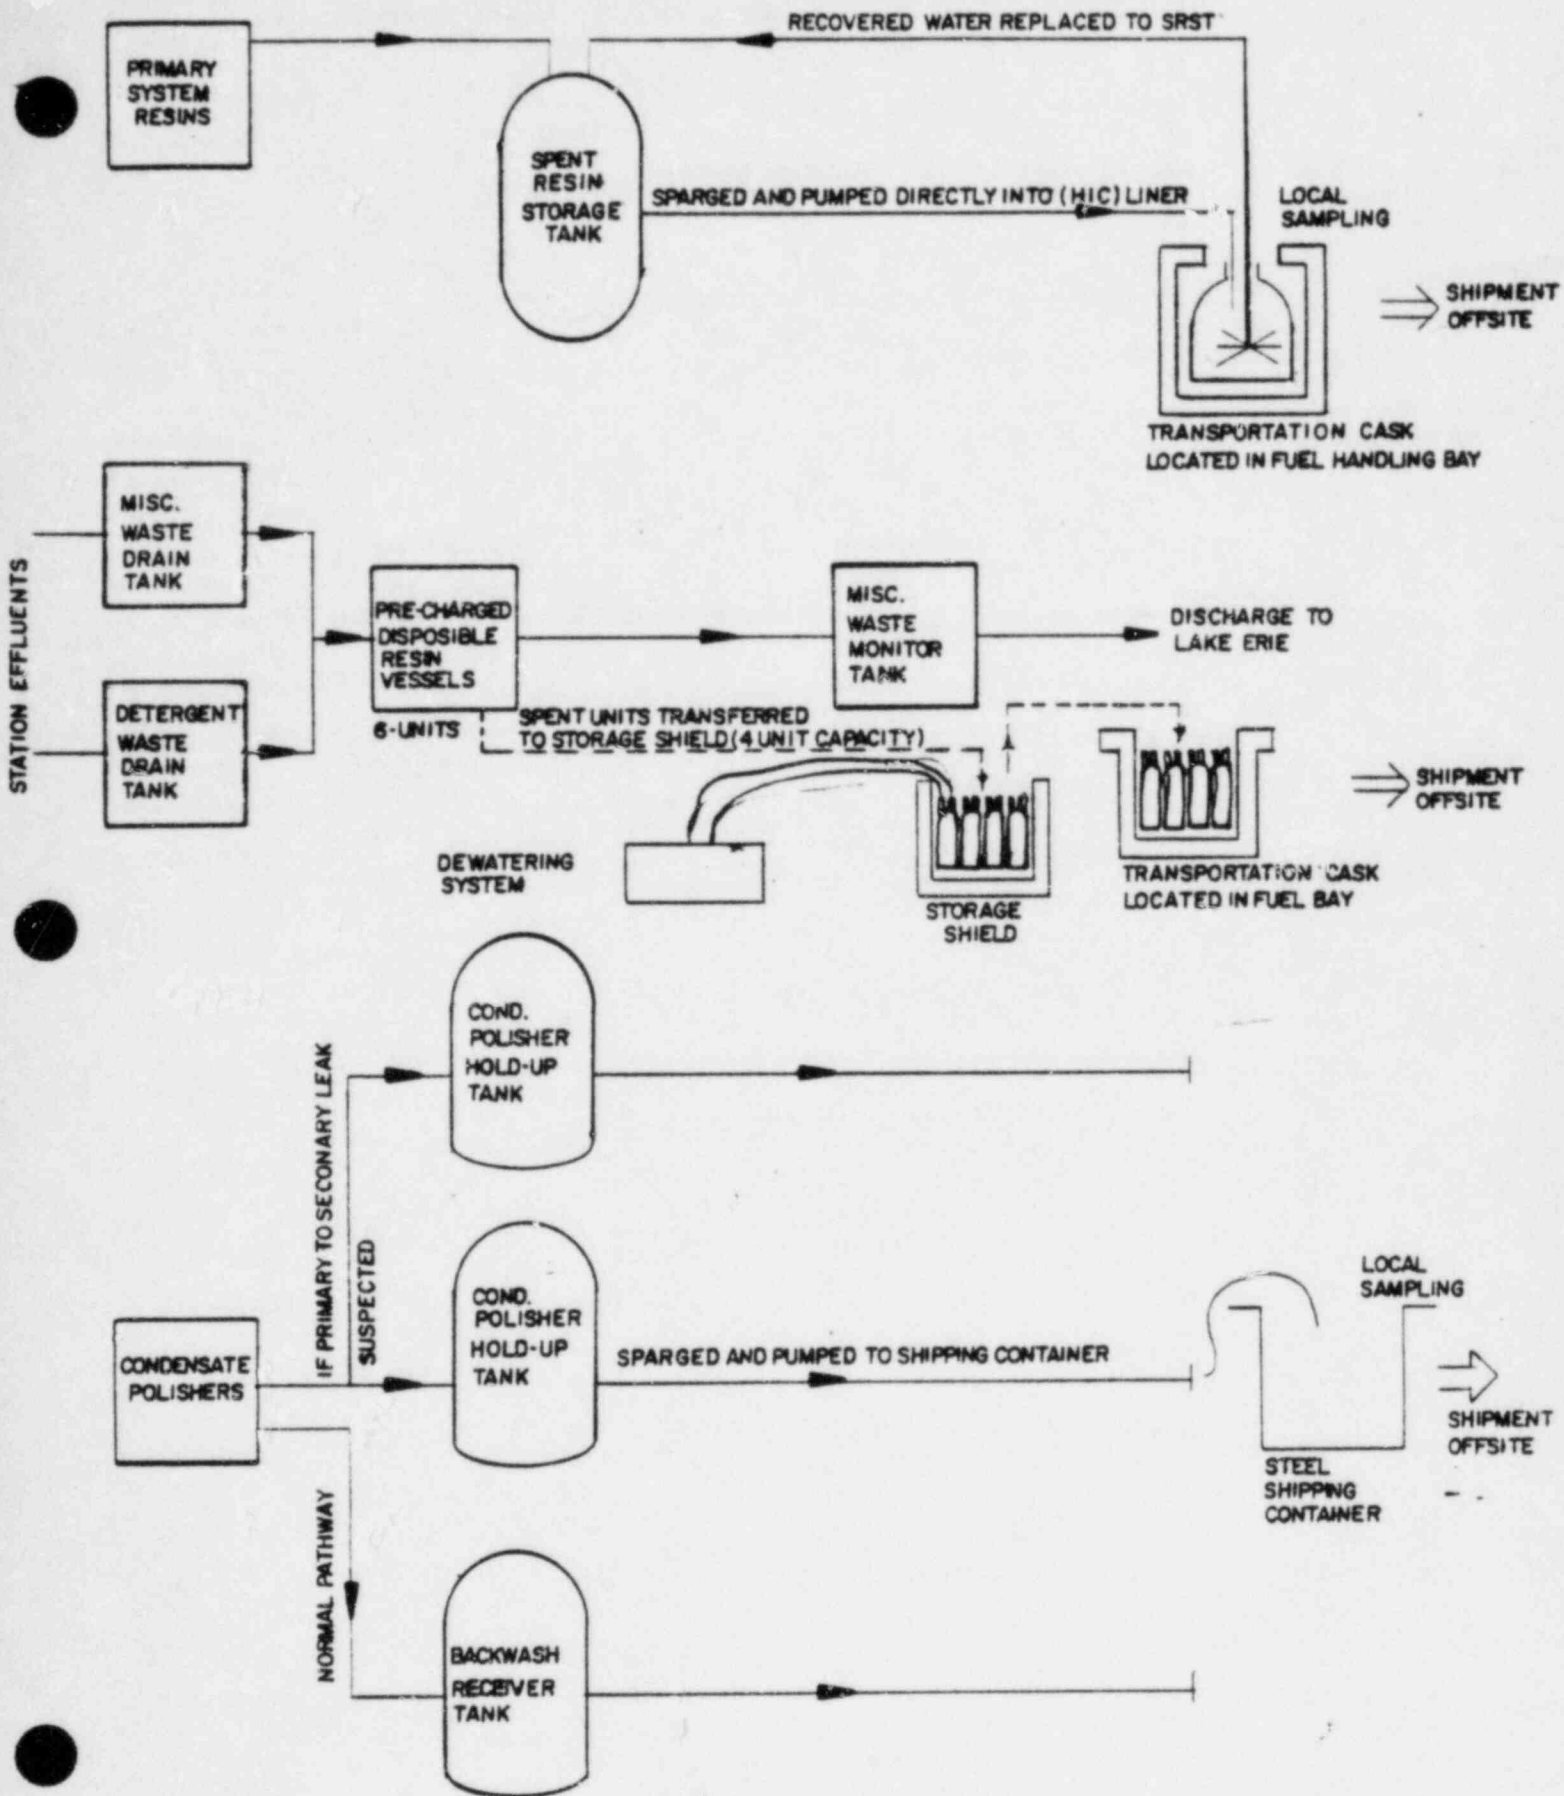 RECOVERED WATER REPLACED TO SRST
PRIMARY
SYSTEM
RESINS
SPENT
RESIN
STORAGE
TANK
SPARGED AND PUMPED DIRECTLY INTO (HIC) LINER
LOCAL
SAMPLING
SHIPMENT
OFFSITE
TRANSPORTATION CASK
LOCATED IN FUEL HANDLING BAY
STATION EFFLUENTS
MISC.
WASTE
DRAIN
TANK
DETERGENT
WASTE
DRAIN
TANK
PRE-CHARGED
DISPOSIBLE
RESIN
VESSELS
6-UNITS
MISC.
WASTE
MONITOR
TANK
DISCHARGE TO
LAKE ERIE
SPENT UNITS TRANSFERRED
TO STORAGE SHIELD (4 UNIT CAPACITY)
DEWATERING
SYSTEM
STORAGE
SHIELD
TRANSPORTATION CASK
LOCATED IN FUEL BAY
SHIPMENT
OFFSITE
COND.
POLISHER
HOLD-UP
TANK
IF PRIMARY TO SECONARY LEAK
SUSPECTED
CONDENSATE
POLISHERS
COND.
POLISHER
HOLD-UP
TANK
SPARGED AND PUMPED TO SHIPPING CONTAINER
LOCAL
SAMPLING
SHIPMENT
OFFSITE
STEEL
SHIPPING
CONTAINER
NORMAL PATHWAY
BACKWASH
RECEIVER
TANK